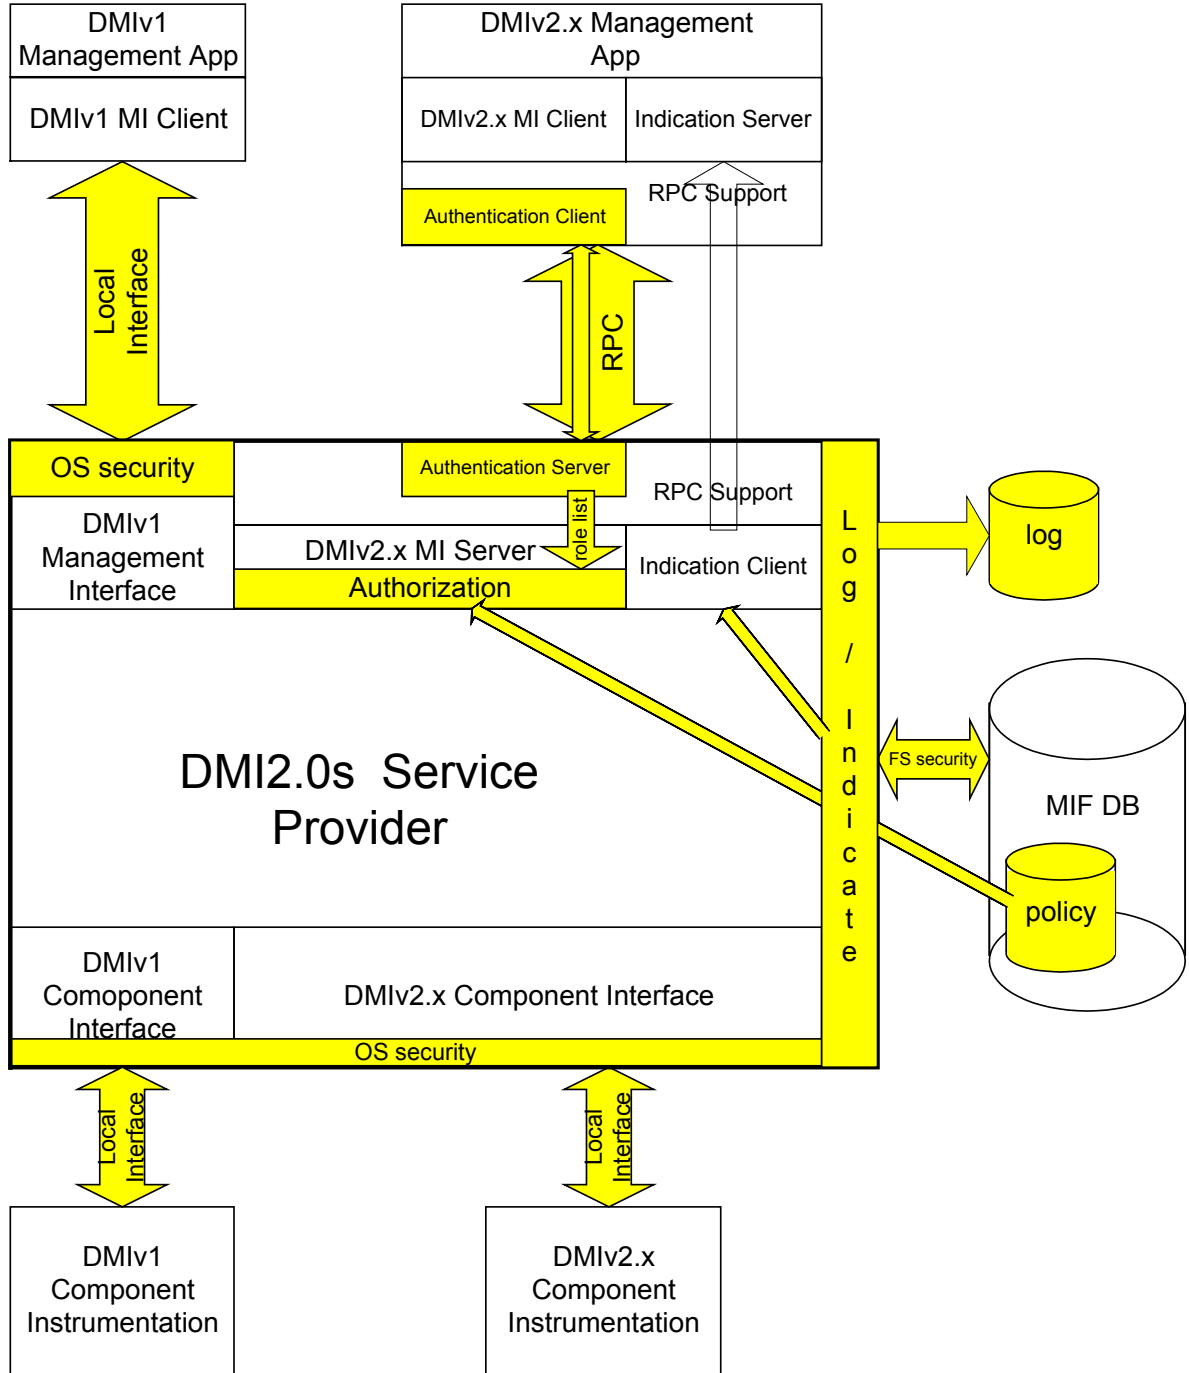 DMIv1
Management App
DMIv1 MI Client
DMIv2.x Management
App
DMIv2.x MI Client
Indication Server
RPC Support
Authentication Client
Local
Interface
RPC
OS security
Authentication Server
RPC Support
role list
DMIv1
Management
Interface
DMIv2.x MI Server
Authorization
Indication Client
Log / Indicate
log
FS security
MIF DB
policy
DMI2.0s Service
Provider
DMIv1
Comoponent
Interface
DMIv2.x Component Interface
OS security
Local
Interface
Local
Interface
DMIv1
Component
Instrumentation
DMIv2.x
Component
Instrumentation